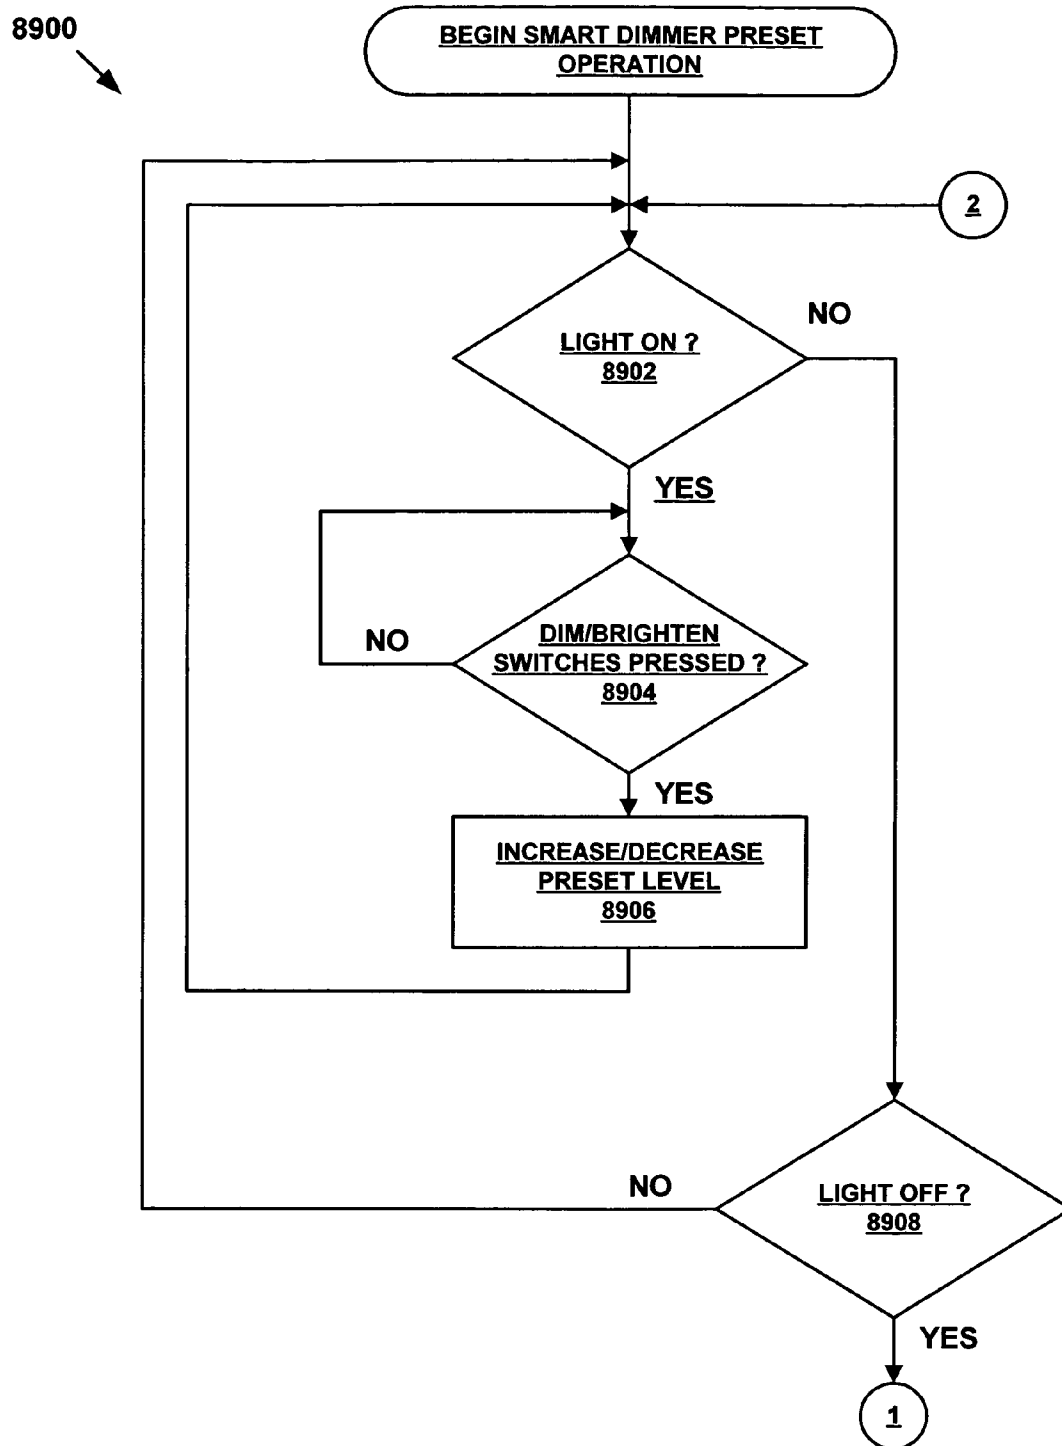 8900
BEGIN SMART DIMMER PRESET
OPERATION
2
LIGHT ON ?
8902
NO
YES
DIM/BRIGHTEN
SWITCHES PRESSED ?
8904
NO
YES
INCREASE/DECREASE
PRESET LEVEL
8906
NO
LIGHT OFF ?
8908
YES
1